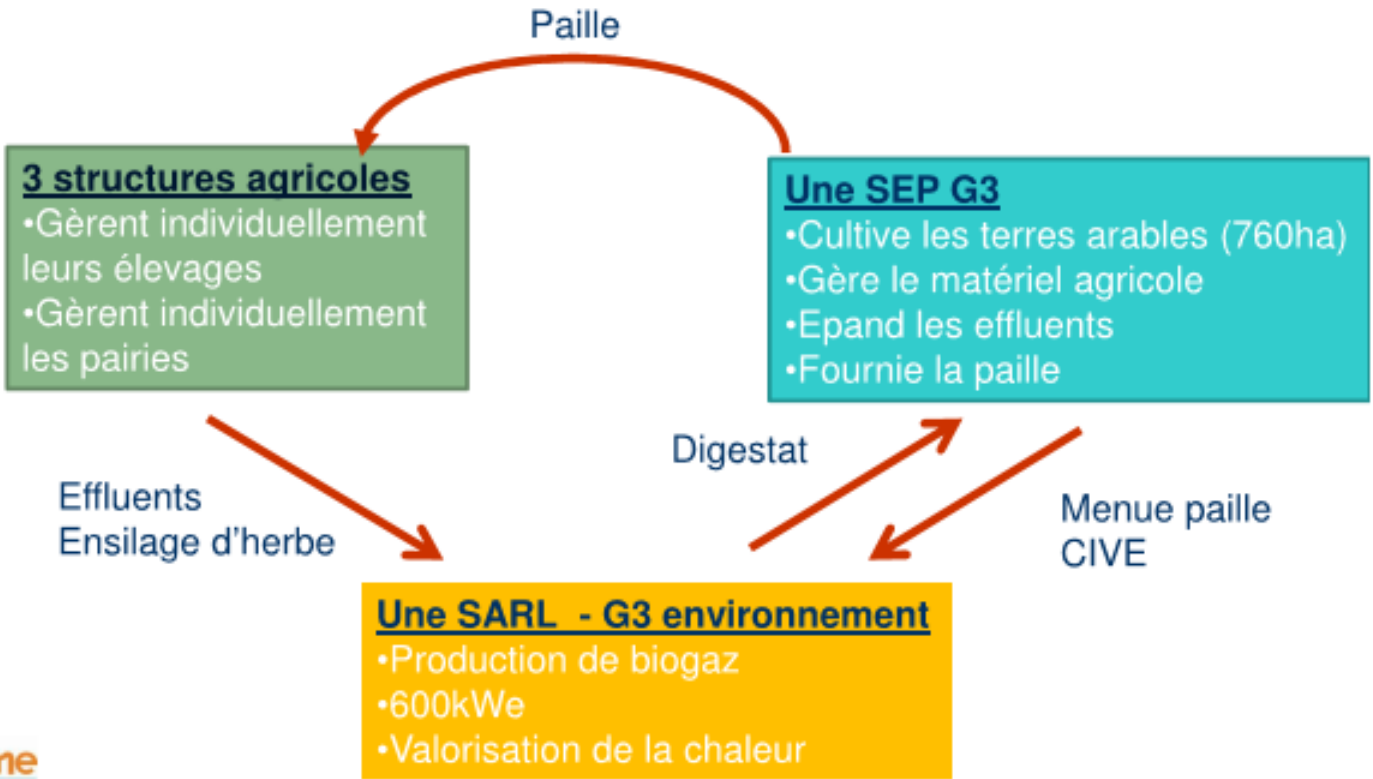 Paille
3 structures agricoles
•Gèrent individuellement
leurs élevages
•Gèrent individuellement
les pairies
Une SEP G3
•Cultive les terres arables (760ha)
•Gère le matériel agricole
•Epand les effluents
•Fournie la paille
Effluents
Ensilage d'herbe
Digestat
Menue paille
CIVE
Une SARL - G3 environnement
•Production de biogaz
•600kWe
•Valorisation de la chaleur